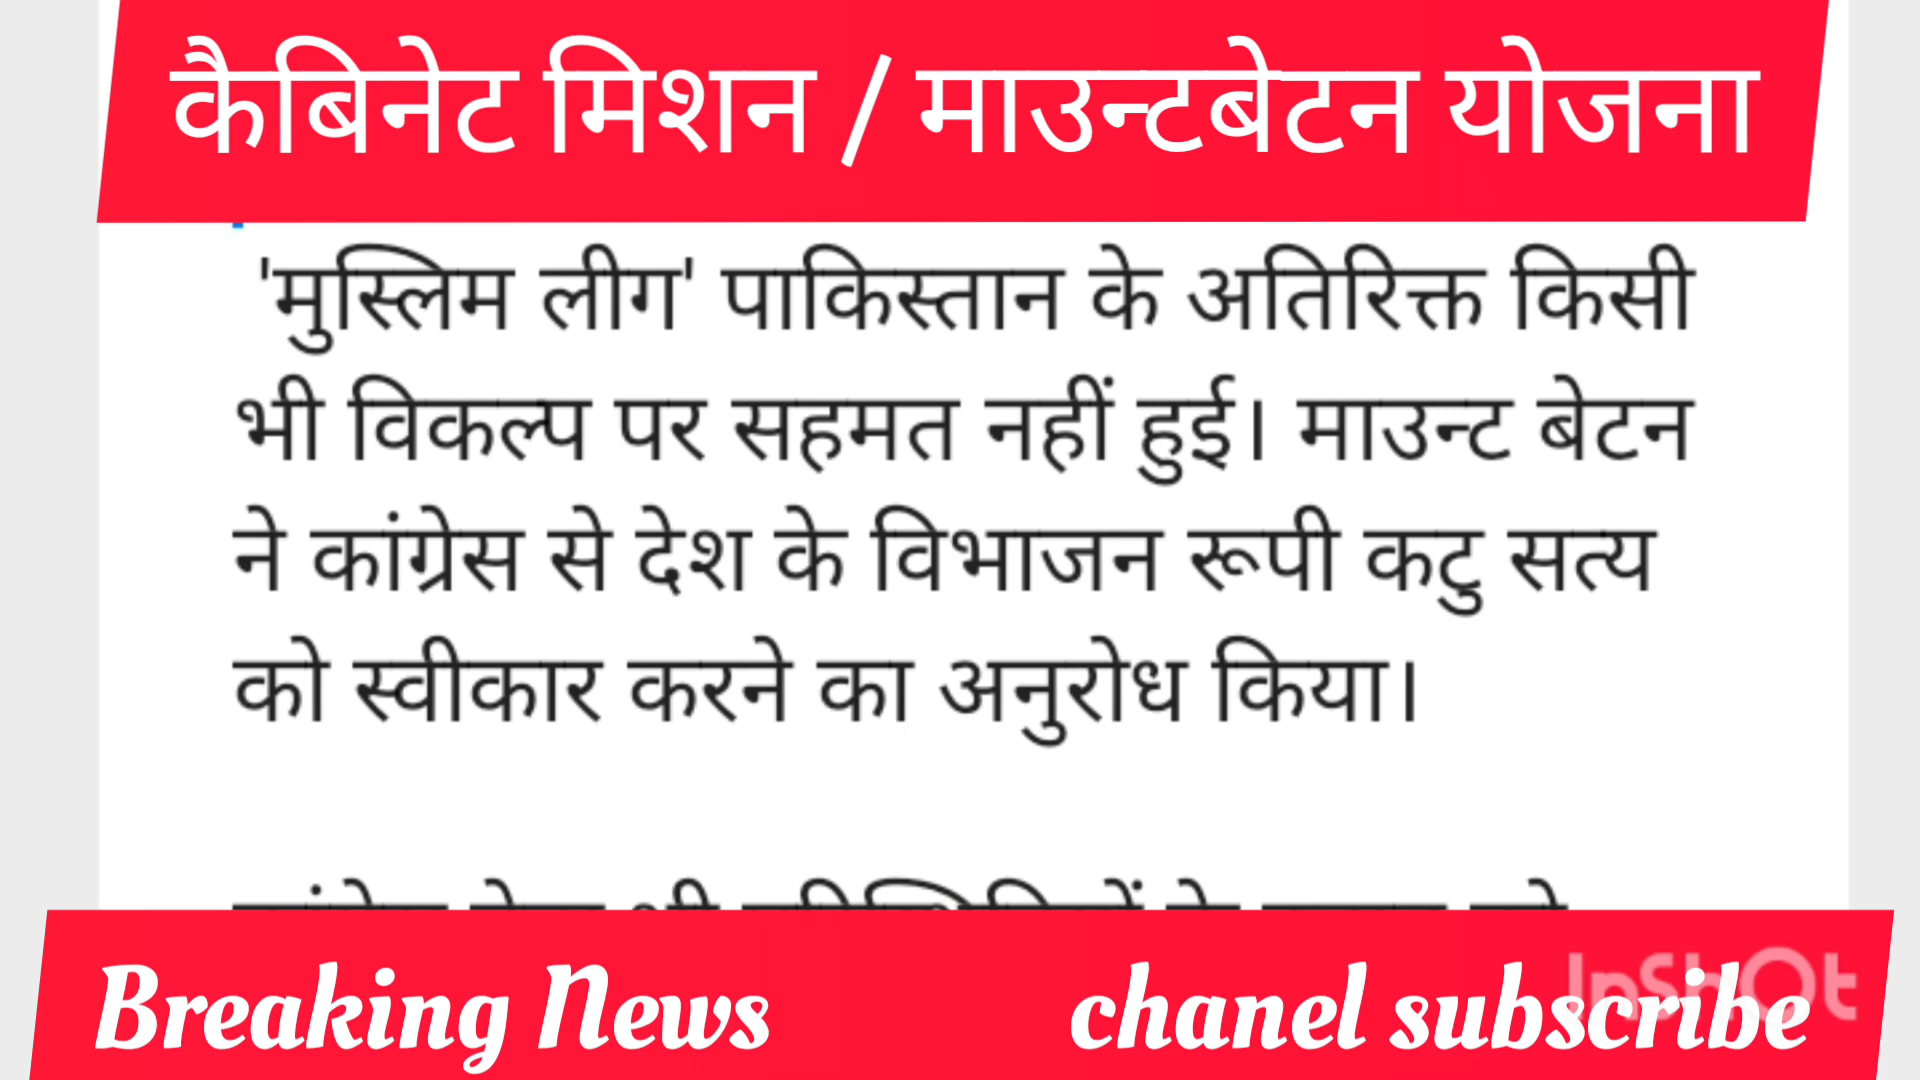 कैबिनेट मिशन / माउन्टबेटन योजना
'मुस्लिम लीग' पाकिस्तान के अतिरिक्त किसी
भी विकल्प पर सहमत नहीं हुई। माउन्ट बेटन
ने कांग्रेस से देश के विभाजन रूपी कटु सत्य
को स्वीकार करने का अनुरोध किया।
Breaking News chanel subscribe
InShOt